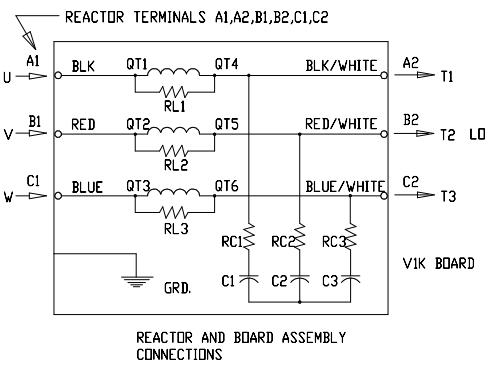 REACTOR TERMINALS A1,A2,B1,B2,C1,C2
A1 BLK QT1 QT4 BLK/WHITE A2
U RL1 T1
B1 RED QT2 QT5 RED/WHITE B2
V RL2 T2 LO
C1 BLUE QT3 QT6 BLUE/WHITE C2
W RL3 T3
RC1 RC2 RC3
C1 C2 C3
V1K BOARD
GRD.
REACTOR AND BOARD ASSEMBLY
CONNECTIONS